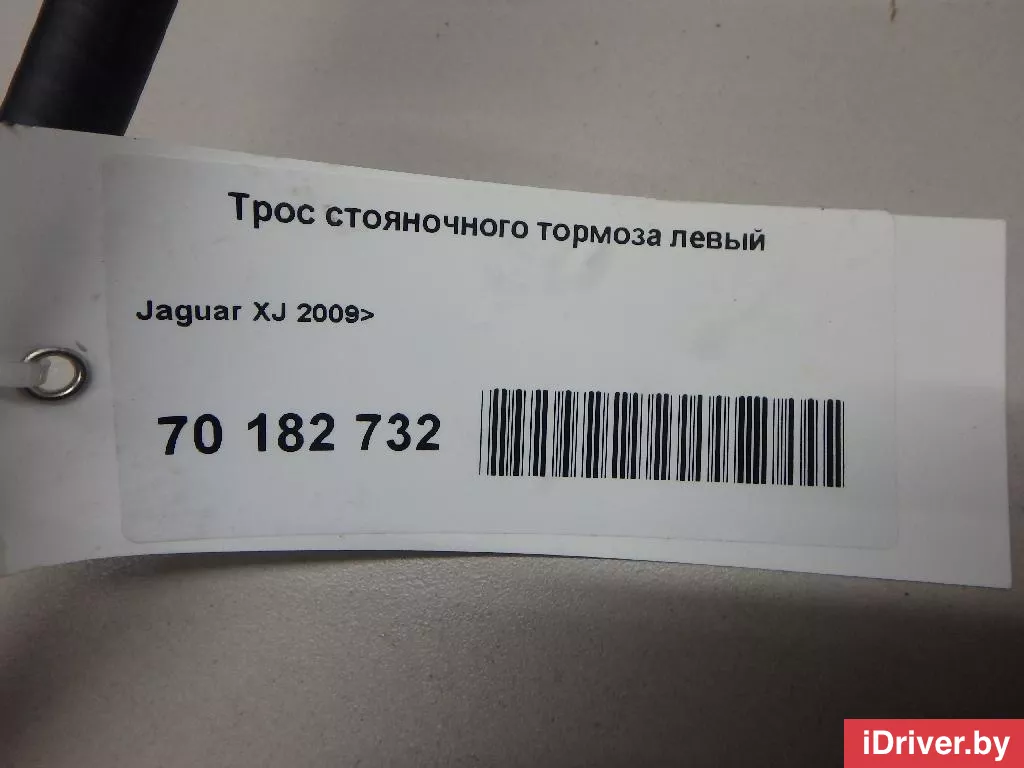 Трос стояночного тормоза левый
Jaguar XJ 2009>
70 182 732
iDriver.by